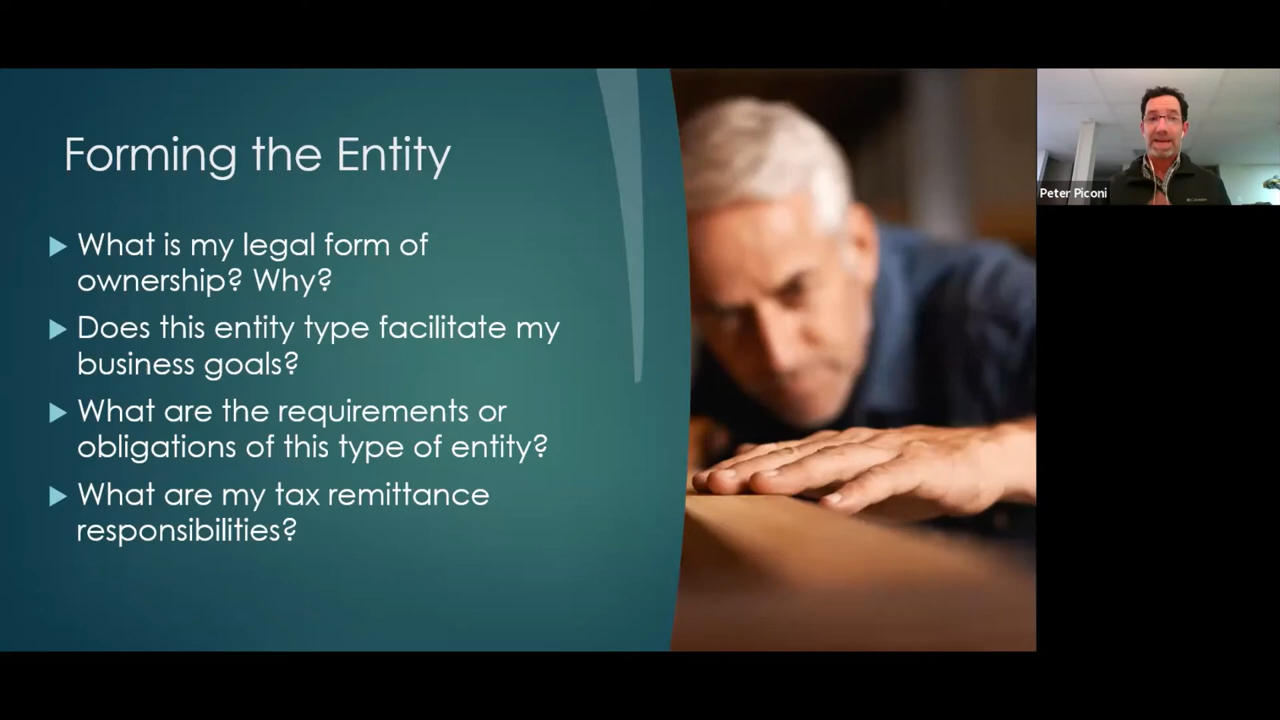 Forming the Entity
What is my legal form of
ownership? Why?
Does this entity type facilitate my
business goals?
What are the requirements or
obligations of this type of entity?
What are my tax remittance
responsibilities?
Peter Piconi